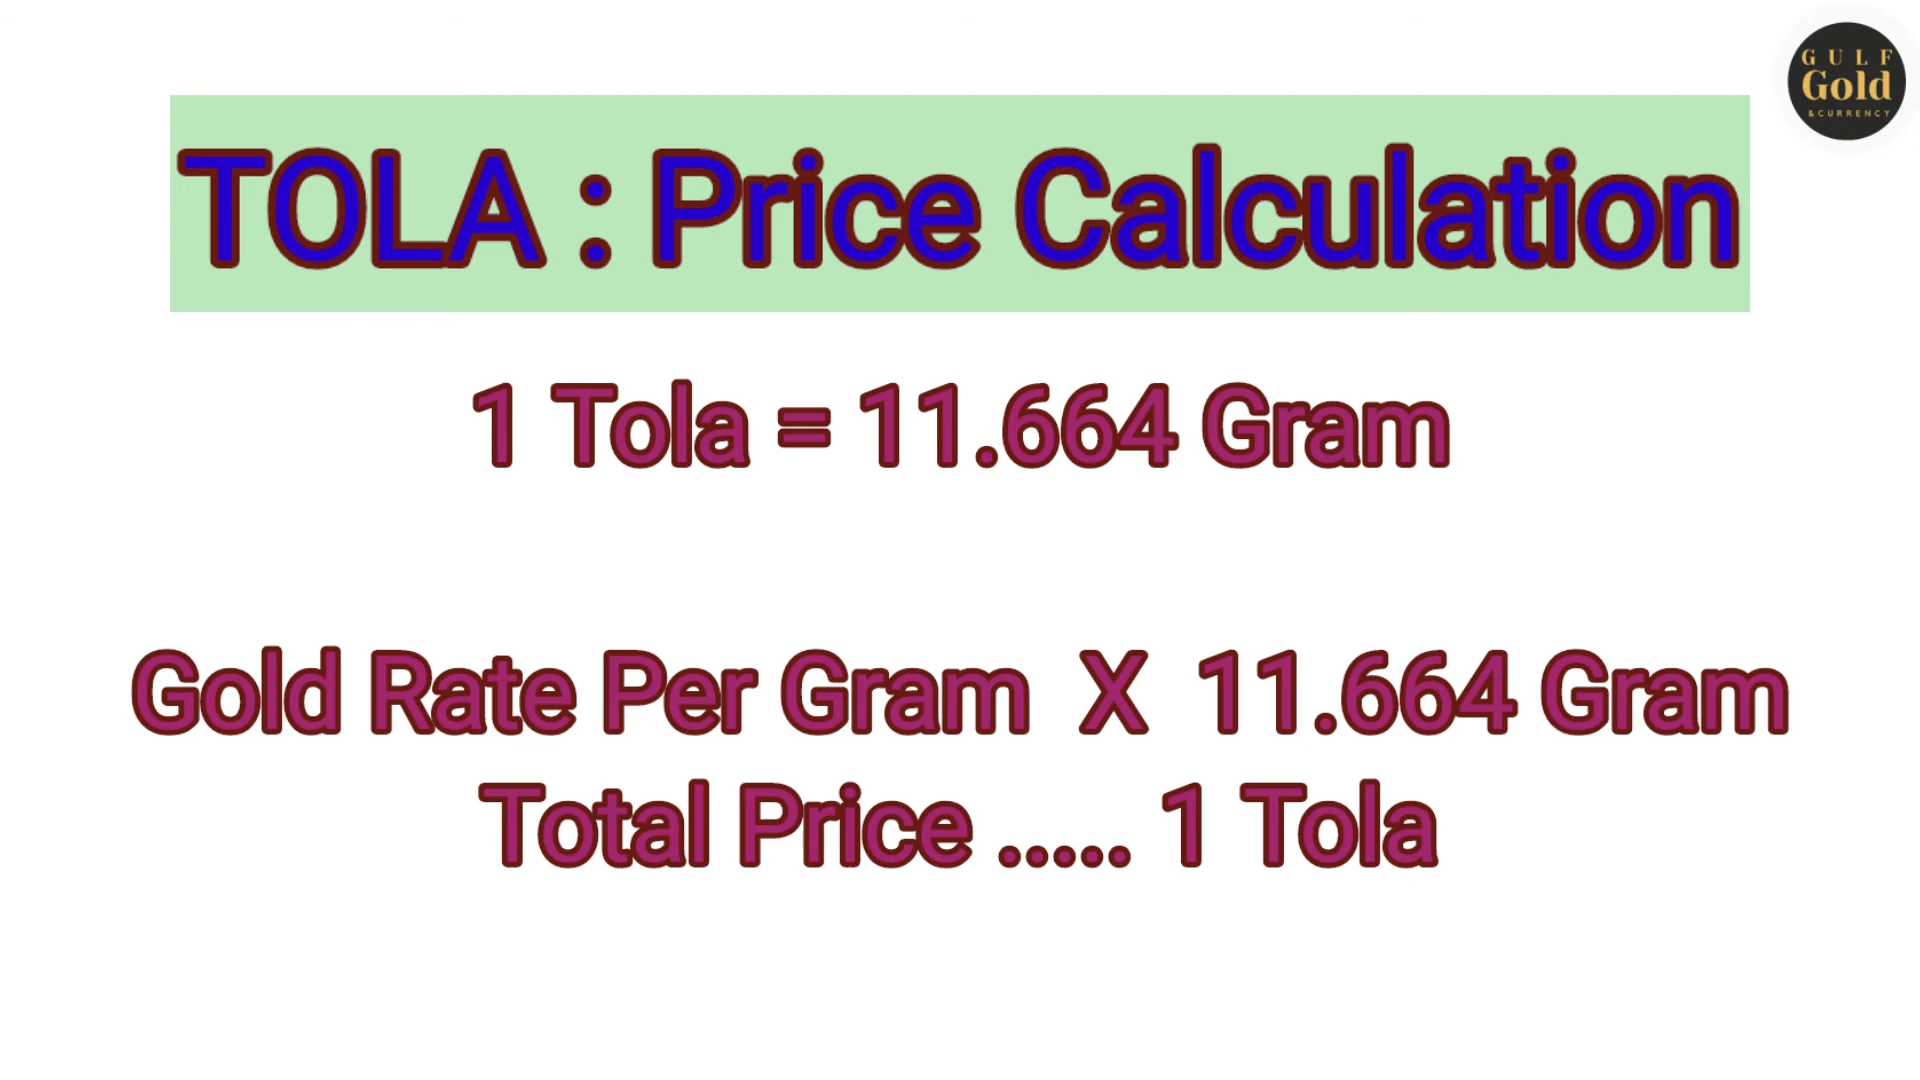 GULF
Gold
& CURRENCY
TOLA : Price Calculation
1 Tola = 11.664 Gram
Gold Rate Per Gram X 11.664 Gram
Total Price ..... 1 Tola